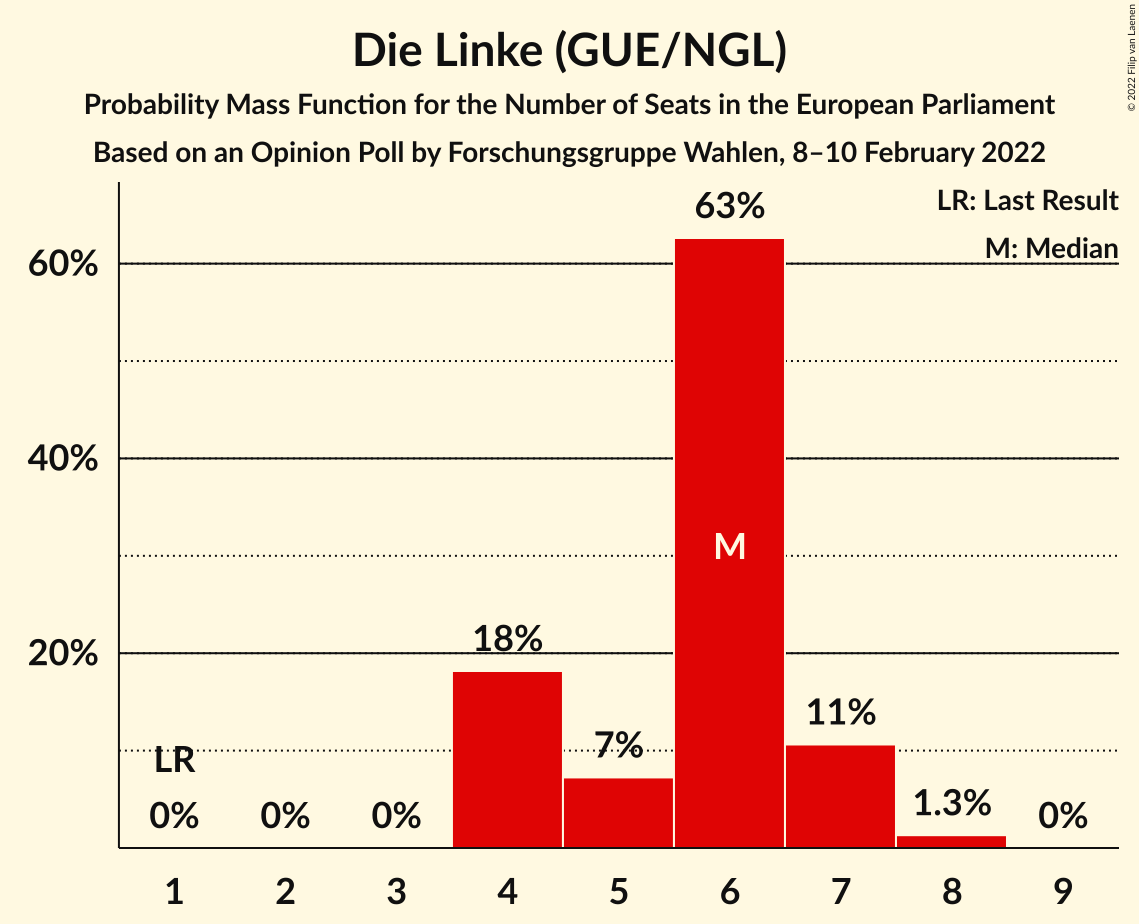 Die Linke (GUE/NGL)
Probability Mass Function for the Number of Seats in the European Parliament
Based on an Opinion Poll by Forschungsgruppe Wahlen, 8–10 February 2022
© 2022 Filip van Laenen
LR: Last Result
M: Median
60%
40%
20%
LR
0%
0%
0%
18%
7%
63%
M
11%
1.3%
0%
1 2 3 4 5 6 7 8 9